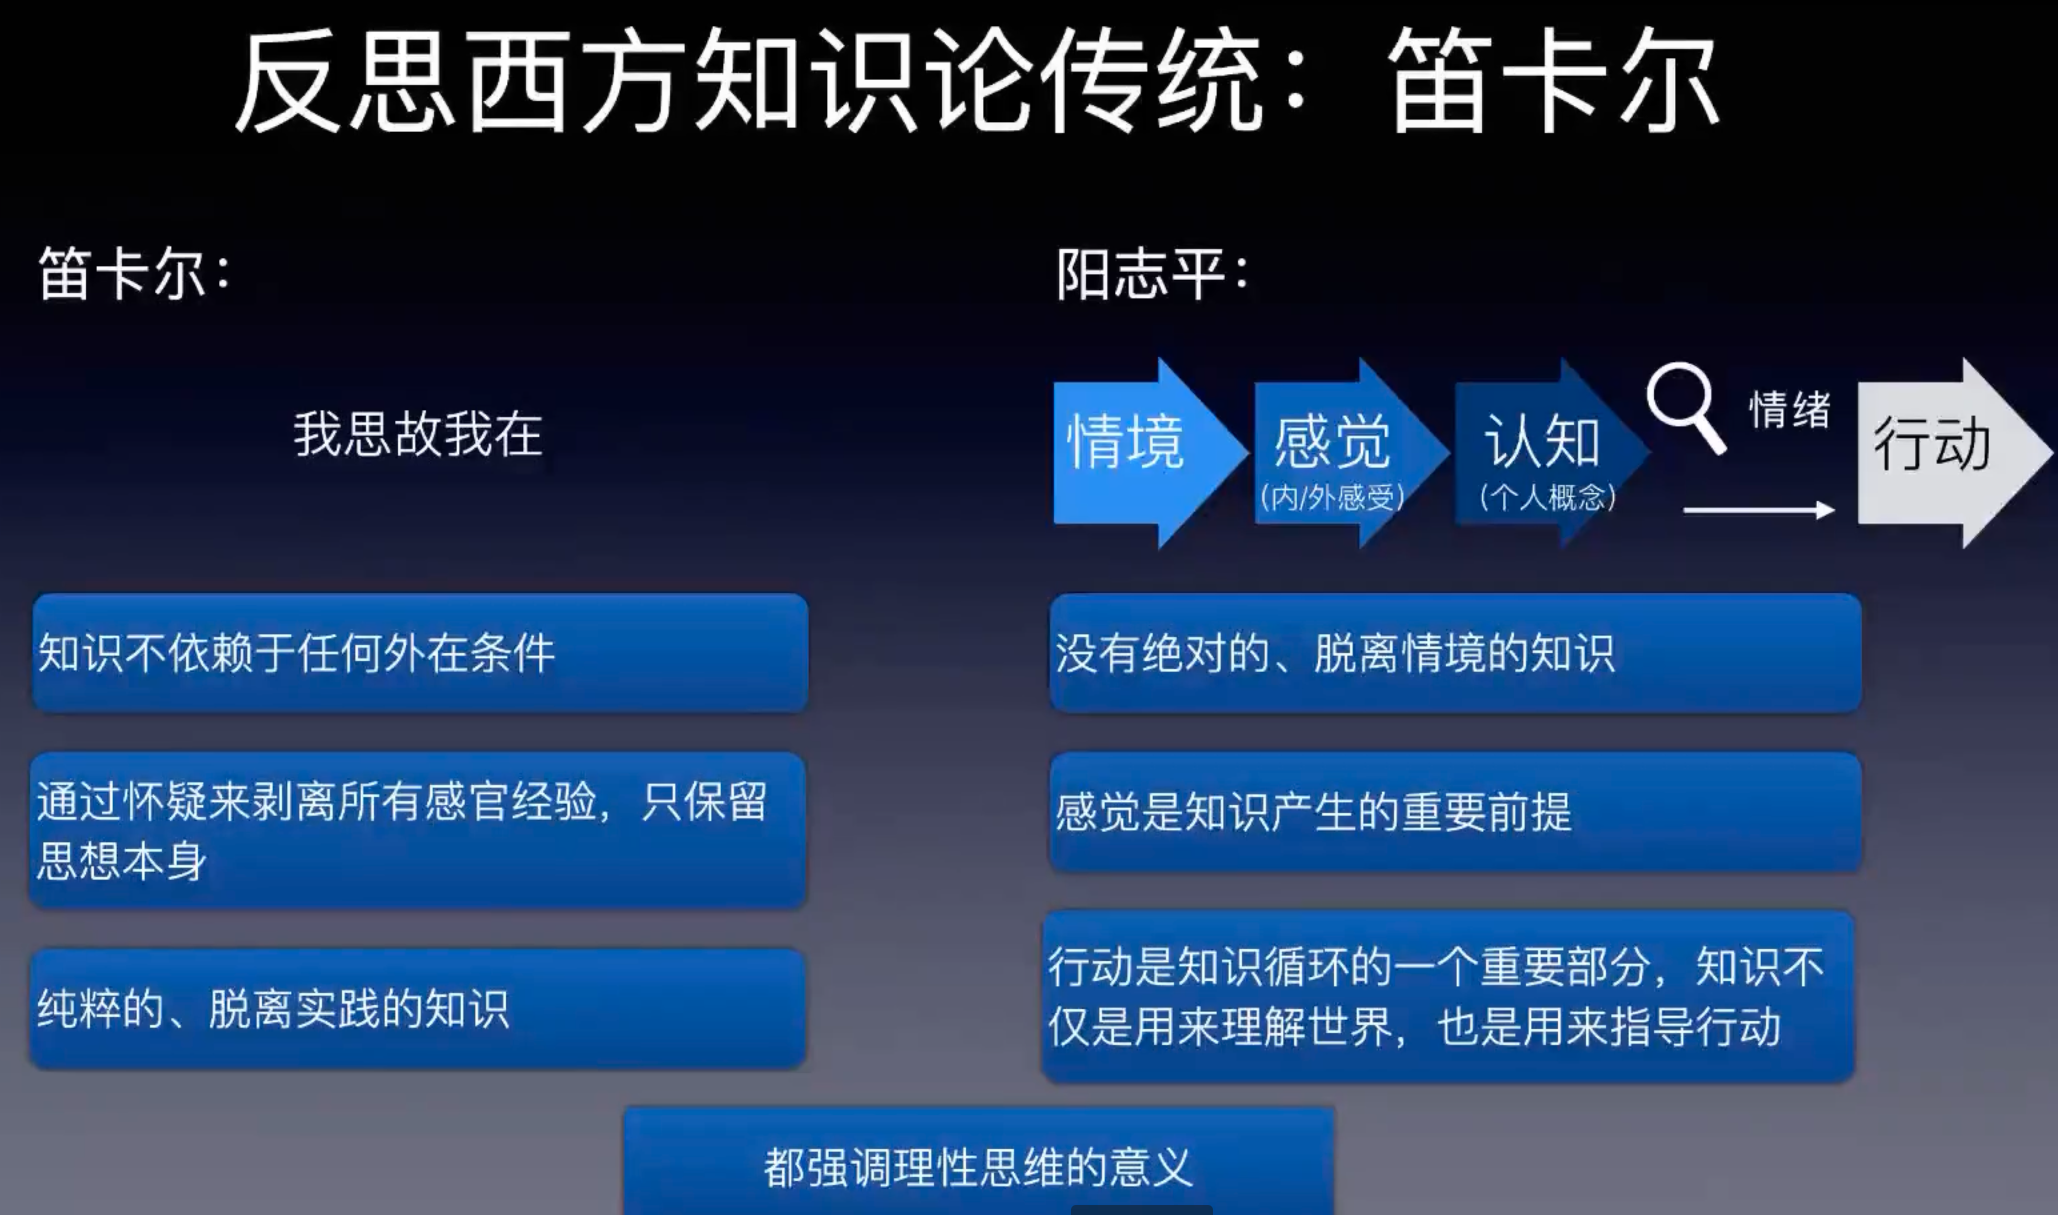 反思西方知识论传统：笛卡尔
笛卡尔：
我思故我在
知识不依赖于任何外在条件
通过怀疑来剥离所有感官经验，只保留
思想本身
纯粹的、脱离实践的知识
阳志平：
情境
感觉
(内/外感受)
认知
(个人概念)
情绪
行动
没有绝对的、脱离情境的知识
感觉是知识产生的重要前提
行动是知识循环的一个重要部分，知识不
仅是用来理解世界，也是用来指导行动
都强调理性思维的意义